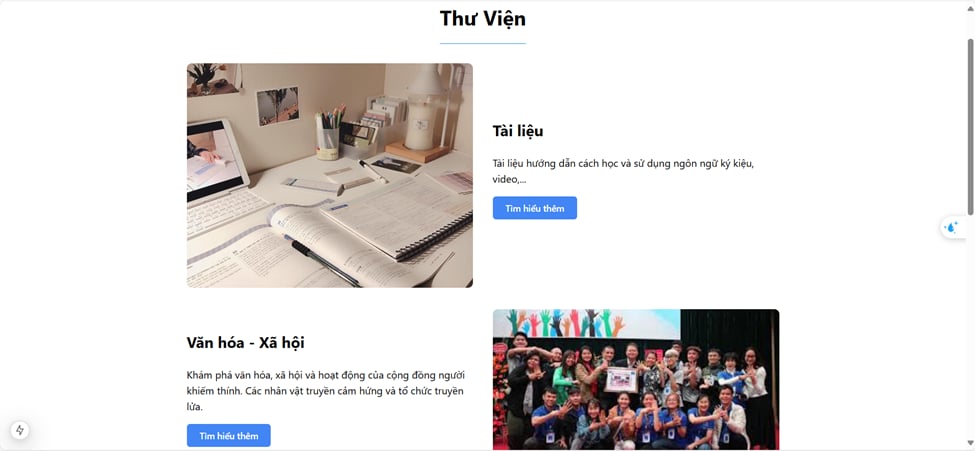 Thư Viện
Tài liệu
Tài liệu hướng dẫn cách học và sử dụng ngôn ngữ ký kiệu,
video,...
Tìm hiểu thêm
Văn hóa - Xã hội
Khám phá văn hóa, xã hội và hoạt động của cộng đồng người
khiếm thính. Các nhân vật truyền cảm hứng và tổ chức truyền
lửa.
Tìm hiểu thêm